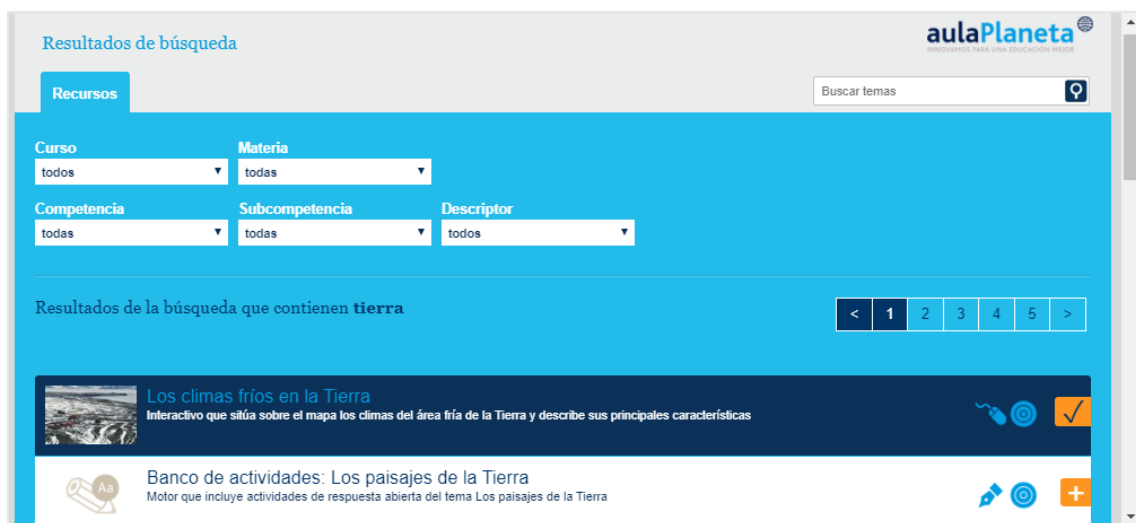 Resultados de búsqueda
aulaPlaneta
INNOVAMOS PARA UNA EDUCACIÓN MEJOR
Recursos
Buscar temas
Curso
Materia
todos
todas
Competencia
Subcompetencia
Descriptor
todas
todas
todos
Resultados de la búsqueda que contienen tierra
< 1 2 3 4 5 >
Los climas fríos en la Tierra
Interactivo que sitúa sobre el mapa los climas del área fría de la Tierra y describe sus principales características
Aa
Banco de actividades: Los paisajes de la Tierra
Motor que incluye actividades de respuesta abierta del tema Los paisajes de la Tierra
+